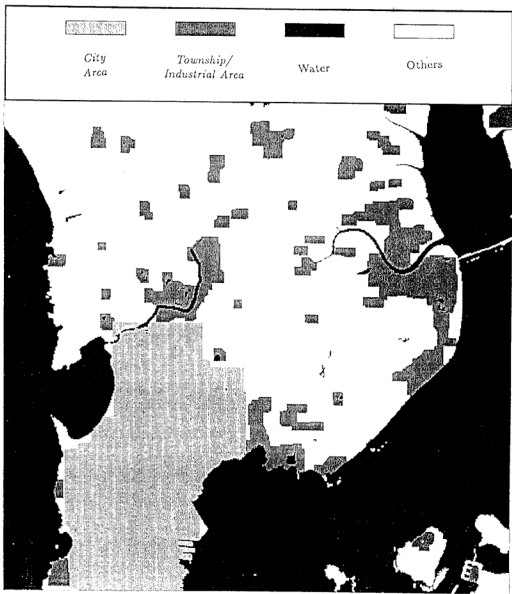 City
Area
Township/
Industrial Area
Water
Others